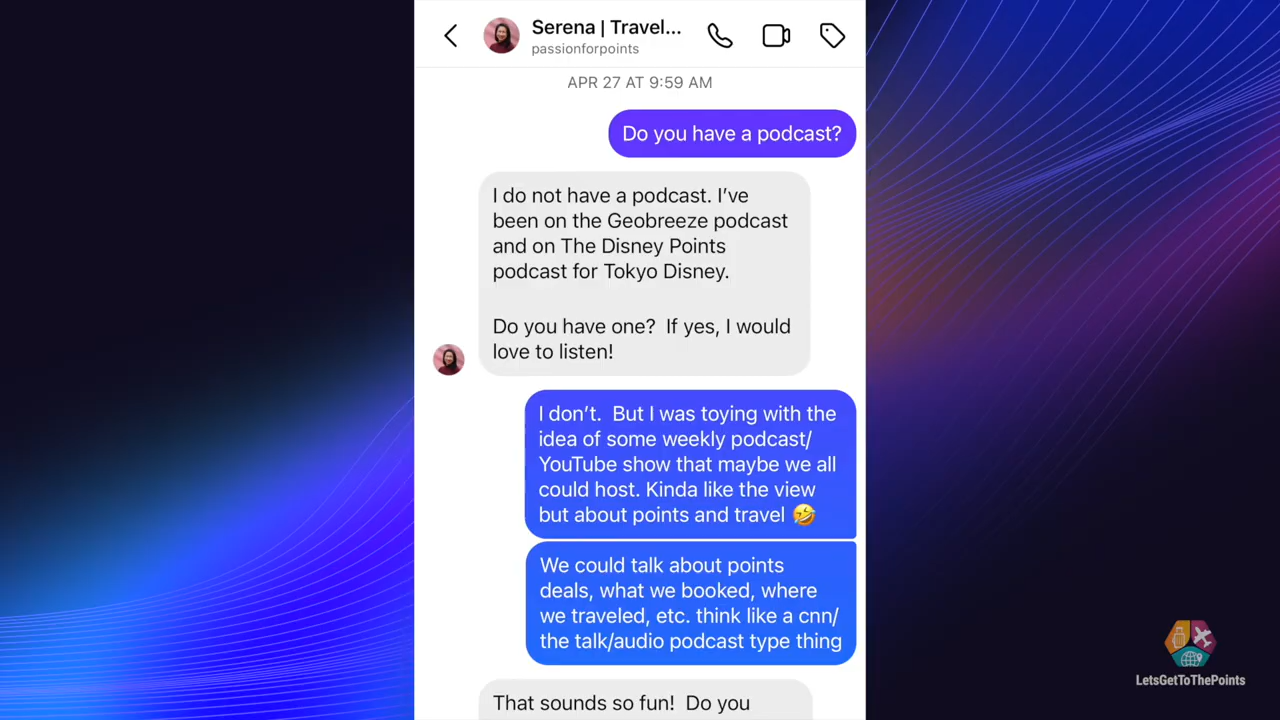 Serena | Travel...
passionforpoints
APR 27 AT 9:59 AM
Do you have a podcast?
I do not have a podcast. I’ve
been on the Geobreeze podcast
and on The Disney Points
podcast for Tokyo Disney.
Do you have one?  If yes, I would
love to listen!
I don’t.  But I was toying with the
idea of some weekly podcast/
YouTube show that maybe we all
could host. Kinda like the view
but about points and travel 🤣
We could talk about points
deals, what we booked, where
we traveled, etc. think like a cnn/
the talk/audio podcast type thing
That sounds so fun!  Do you
LetsGetToThePoints